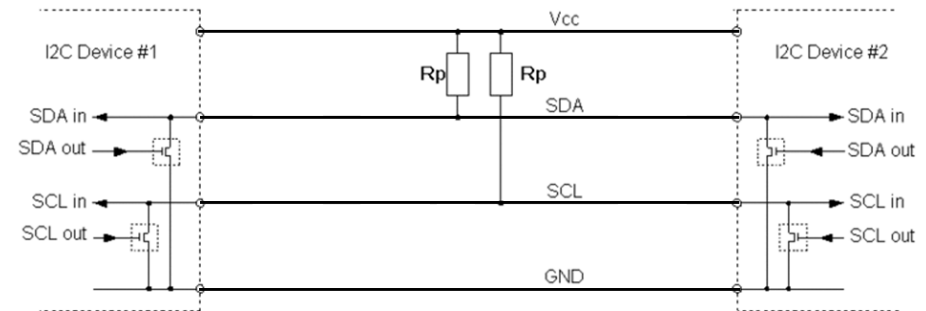 Vcc
I2C Device #1
I2C Device #2
Rp
Rp
SDA
SDA in
SDA in
SDA out
SDA out
SCL
SCL in
SCL in
SCL out
SCL out
GND